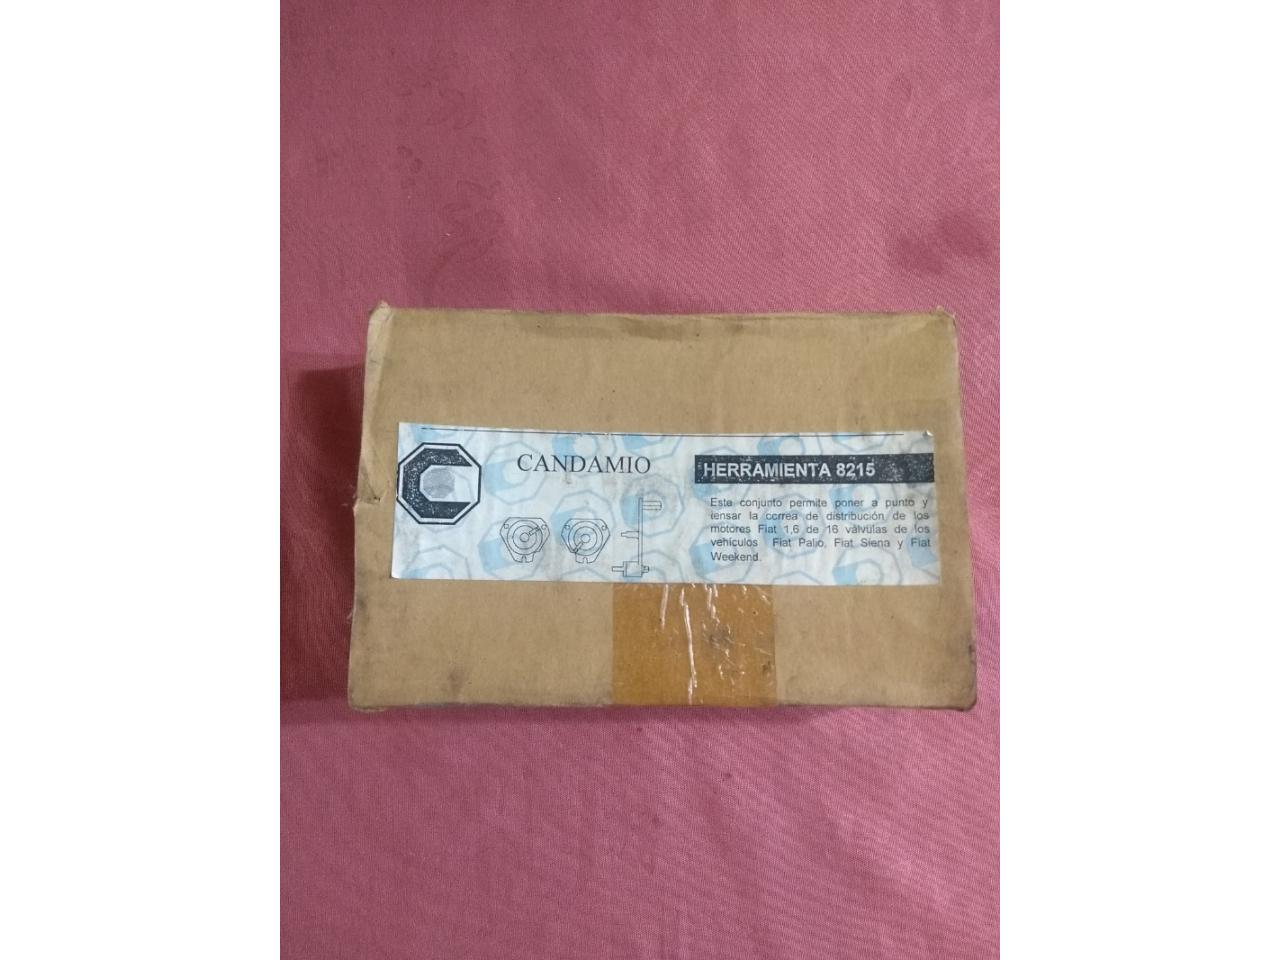 CANDAMIO
HERRAMIENTA 8215
Este conjunto permite poner a punto y
tensar la correa de distribución de los
motores Fiat 1,6 de 16 válvulas de los
vehículos Fiat Palio, Fiat Siena y Fiat
Weekend.